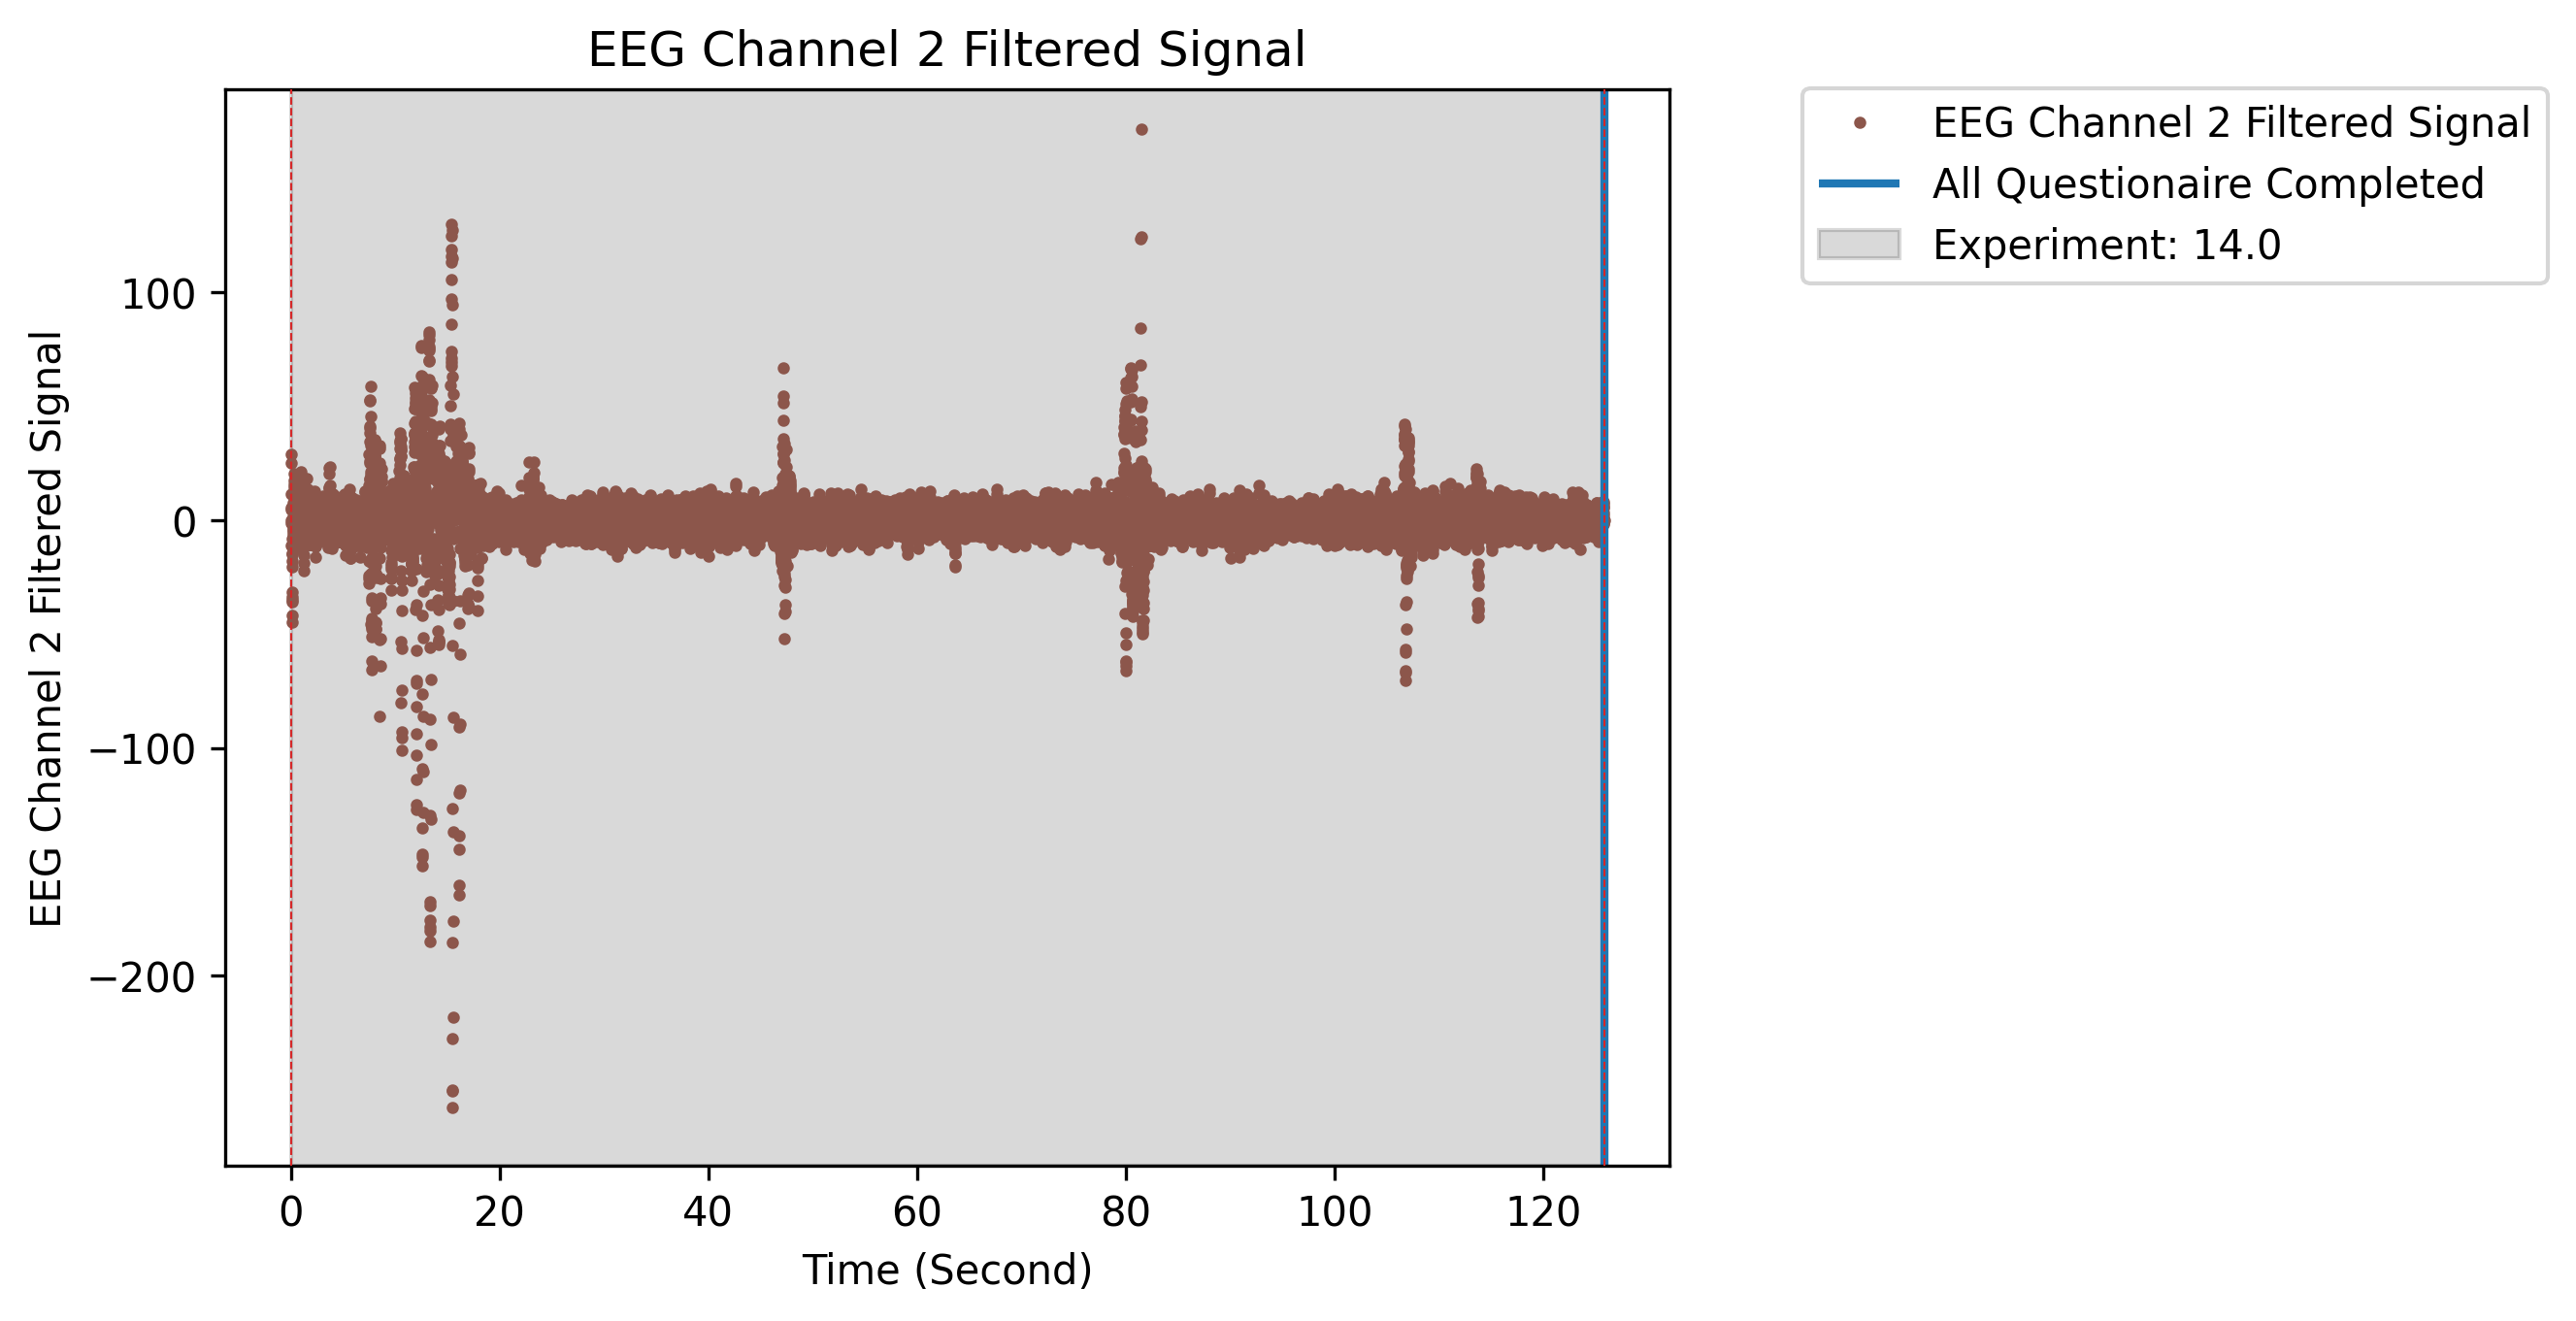 EEG Channel 2 Filtered Signal
EEG Channel 2 Filtered Signal
All Questionaire Completed
Experiment: 14.0
EEG Channel 2 Filtered Signal
100
0
−100
−200
0 20 40 60 80 100 120
Time (Second)